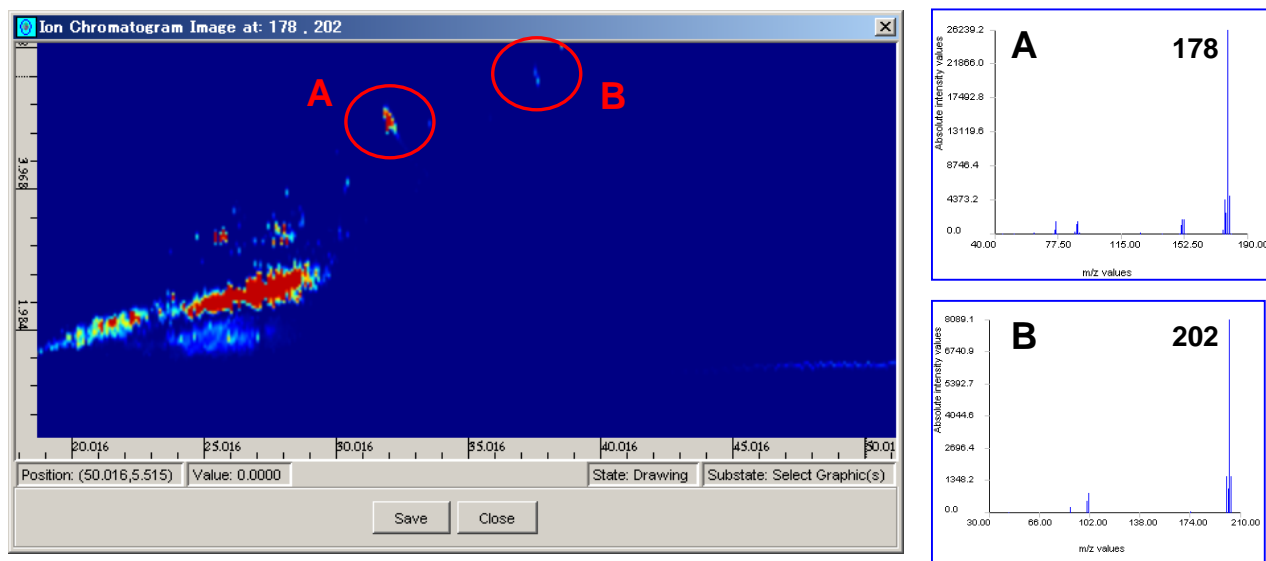 Ion Chromatogram Image at: 178 , 202
A
B
3.968
1.984
20.016 25.016 30.016 35.016 40.016 45.016 50.01
Position: (50.016,5.515) Value: 0.0000 State: Drawing Substate: Select Graphic(s)
Save Close
A 178
Absolute intensity values
26239.2
21866.0
17492.8
13119.6
8746.4
4373.2
0.0
40.00 77.50 115.00 152.50 190.00
m/z values
B 202
Absolute intensity values
8089.1
6740.9
5392.7
4044.6
2696.4
1348.2
0.0
30.00 66.00 102.00 138.00 174.00 210.00
m/z values